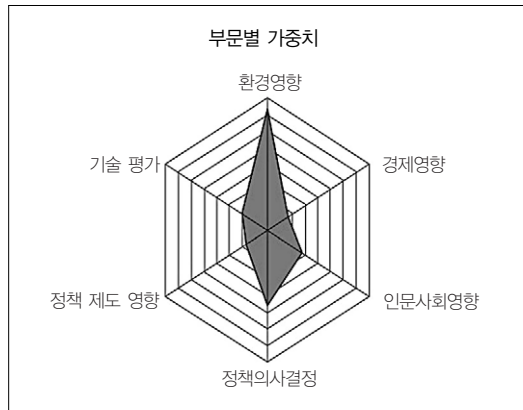 부문별 가중치
환경영향
기술 평가
경제영향
정책 제도 영향
인문사회영향
정책의사결정